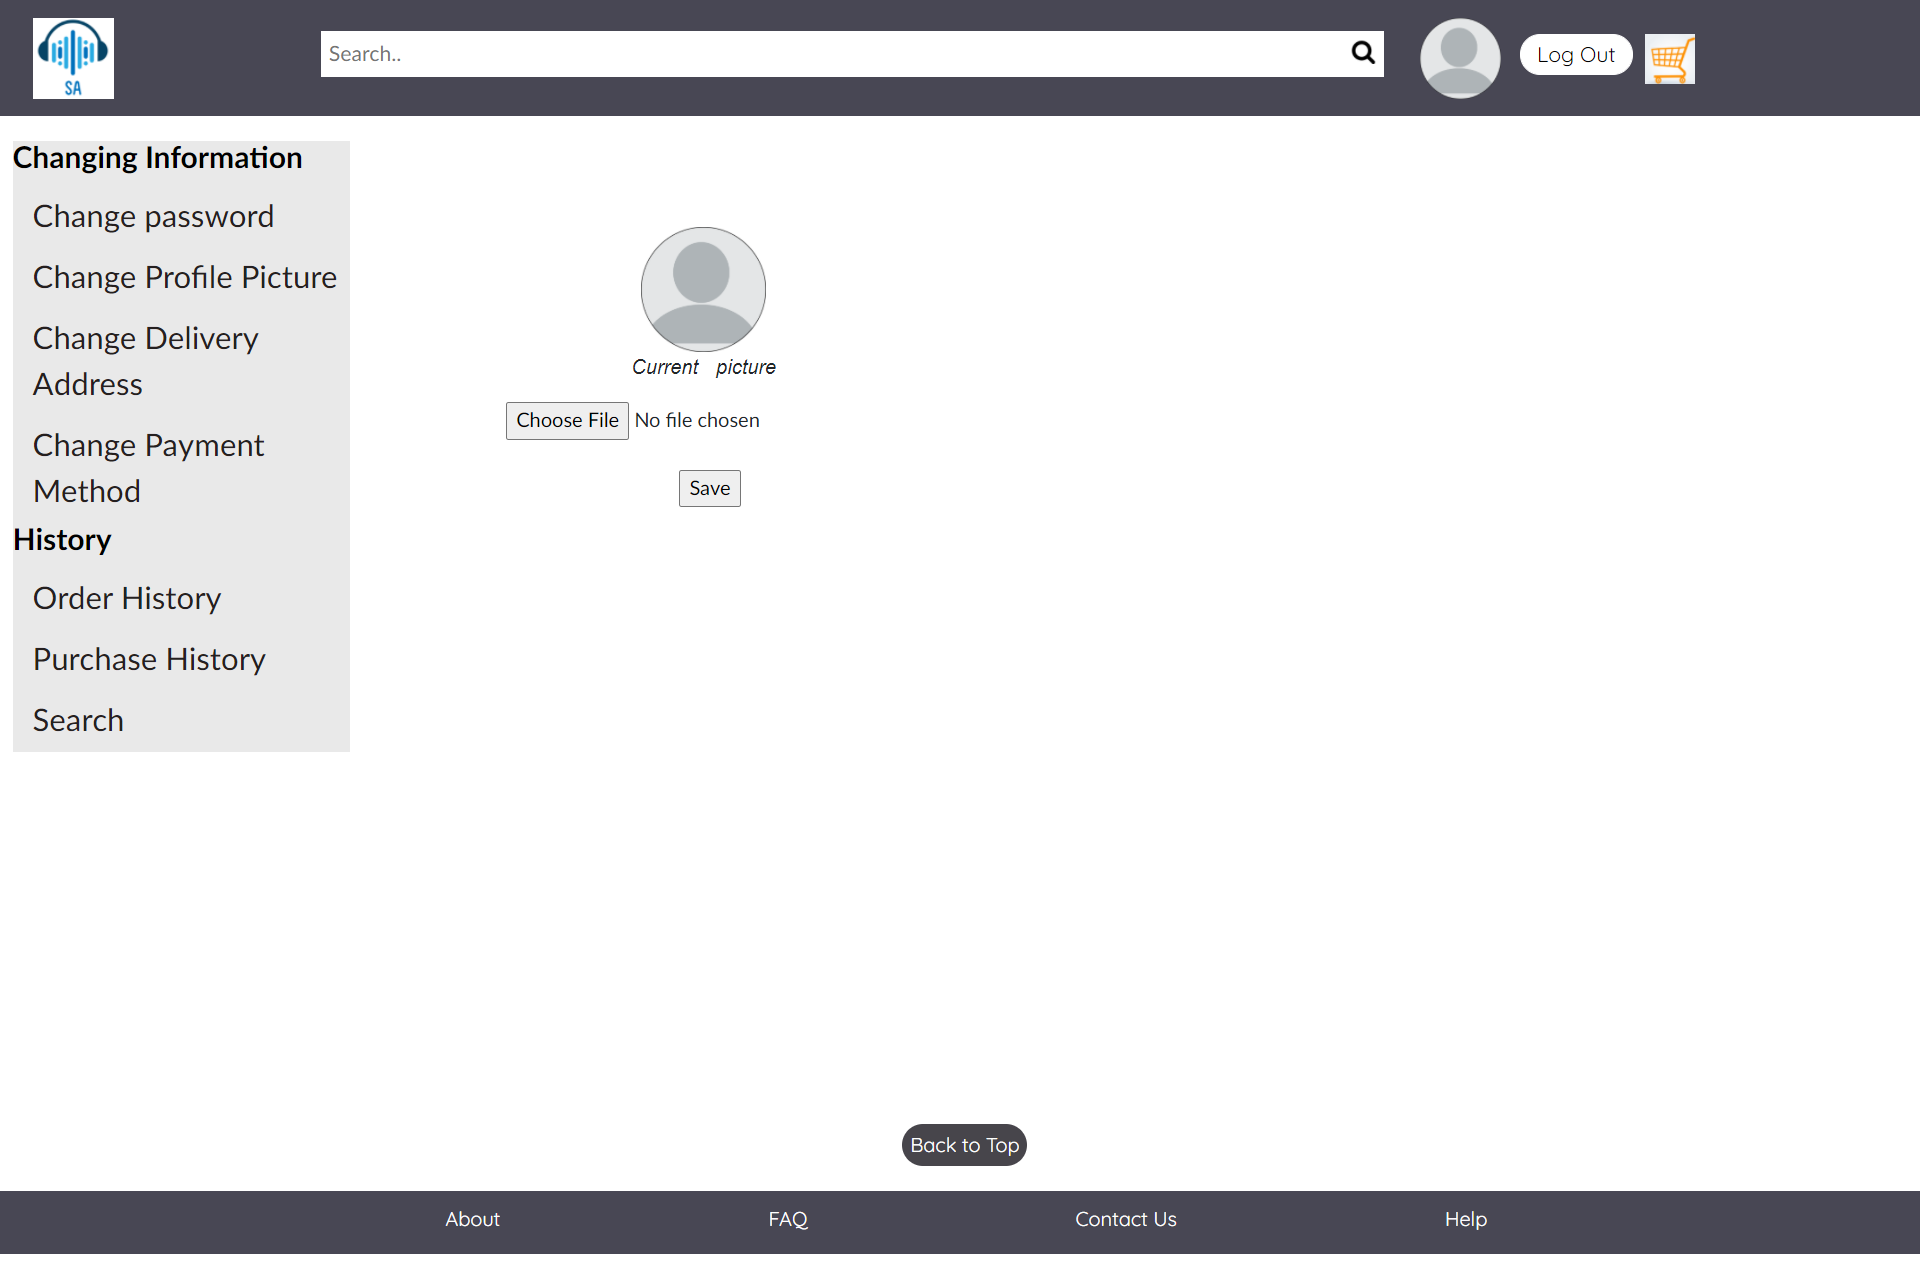 SA
Search..
Log Out
Changing Information
Change password
Change Profile Picture
Change Delivery
Address
Change Payment
Method
History
Order History
Purchase History
Search
Current picture
Choose File No file chosen
Save
Back to Top
About FAQ Contact Us Help